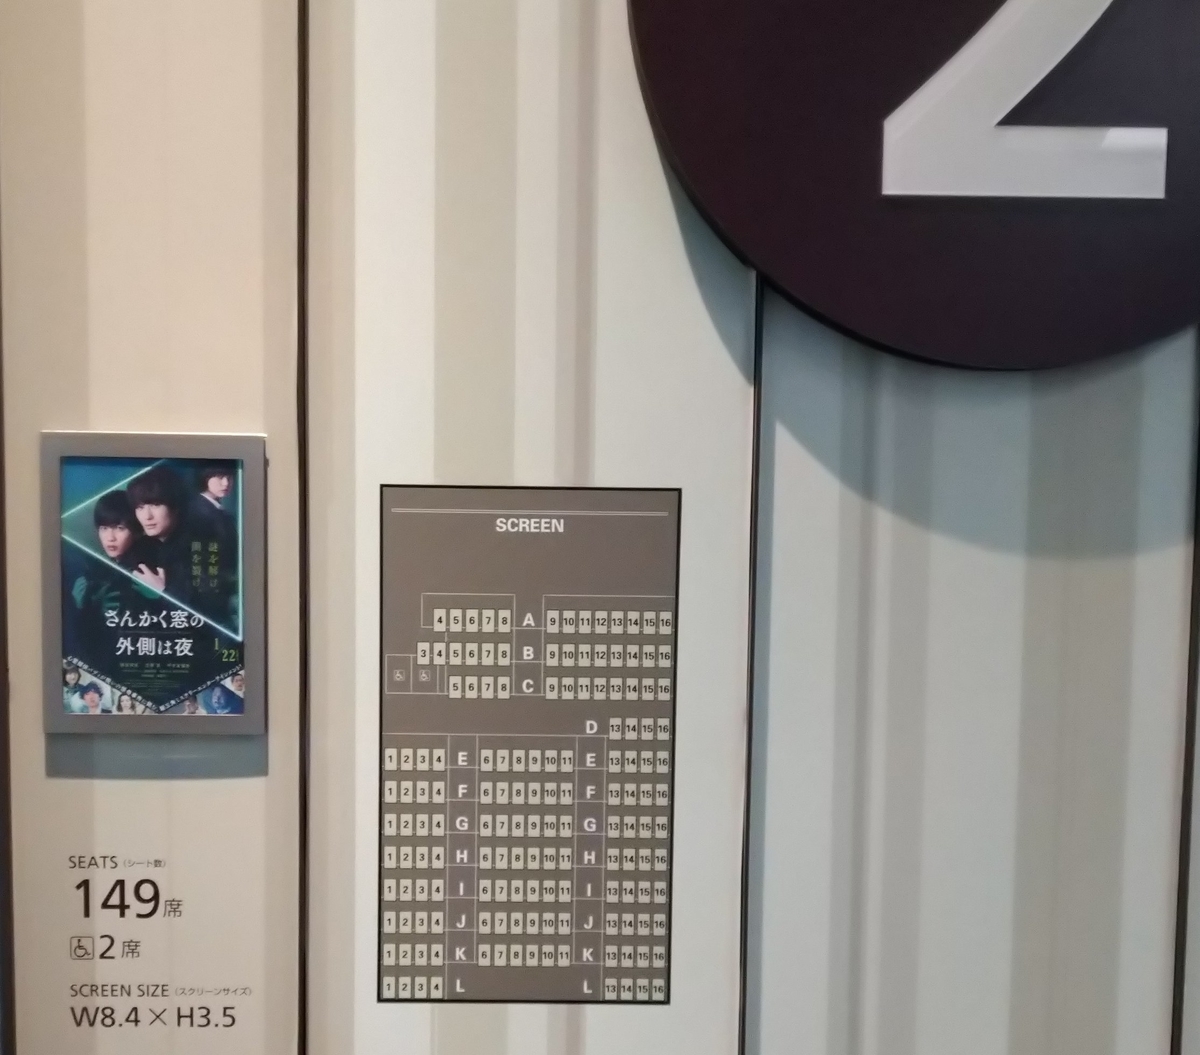 2
謎を解け。
闇を裂け。
さんかく窓の
外側は夜
1/22
SEATS（シート数）
149席
2席
SCREEN SIZE（スクリーンサイズ）
W8.4 × H3.5
SCREEN
4 5 6 7 8 A 9 10 11 12 13 14 15 16
3 4 5 6 7 8 B 9 10 11 12 13 14 15 16
5 6 7 8 C 9 10 11 12 13 14 15 16
D 13 14 15 16
1 2 3 4 E 6 7 8 9 10 11 E 13 14 15 16
1 2 3 4 F 6 7 8 9 10 11 F 13 14 15 16
1 2 3 4 G 6 7 8 9 10 11 G 13 14 15 16
1 2 3 4 H 6 7 8 9 10 11 H 13 14 15 16
1 2 3 4 I 6 7 8 9 10 11 I 13 14 15 16
1 2 3 4 J 6 7 8 9 10 11 J 13 14 15 16
1 2 3 4 K 6 7 8 9 10 11 K 13 14 15 16
1 2 3 4 L L 13 14 15 16